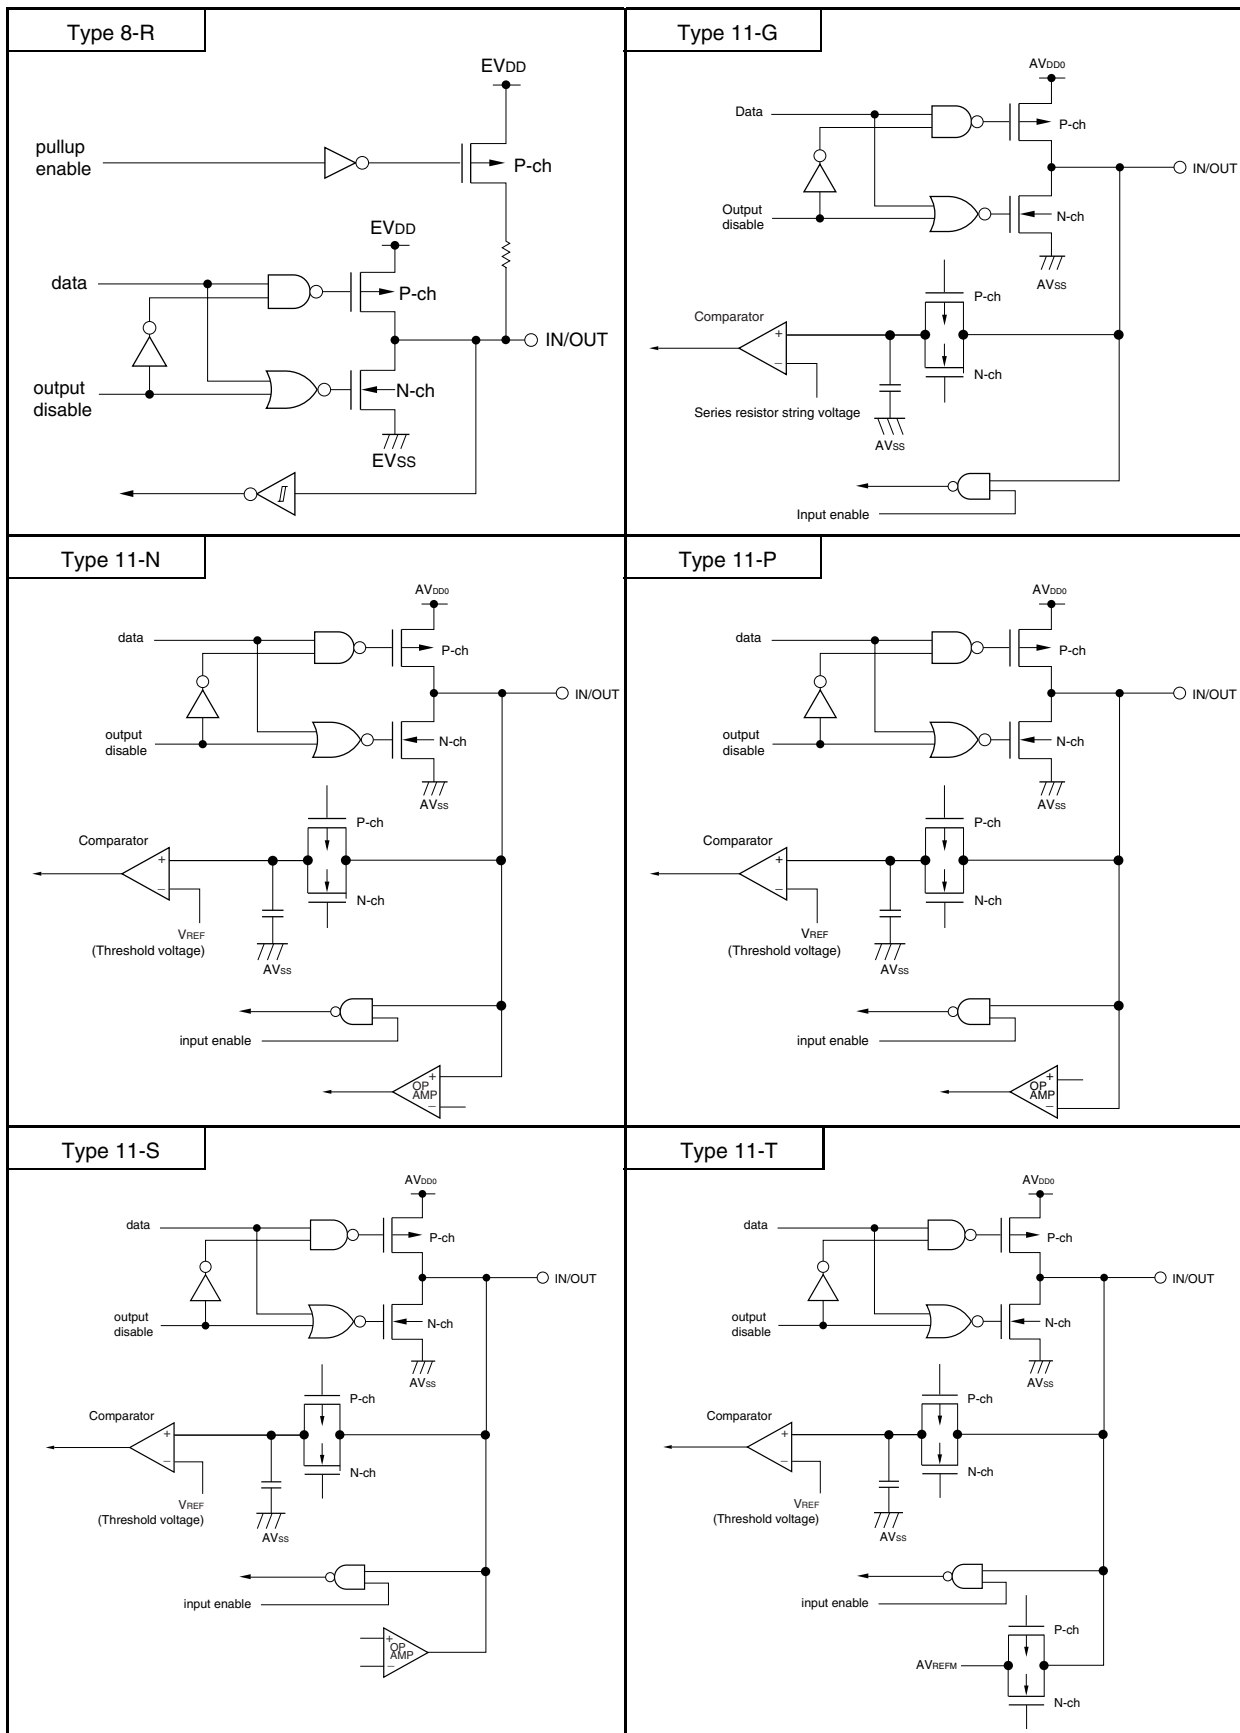 Type 8-R
EVDD
pullup
enable
P-ch
EVDD
data
P-ch
IN/OUT
output
disable
N-ch
EVSS
Type 11-G
AVDD0
Data
P-ch
IN/OUT
Output
disable
N-ch
AVSS
P-ch
Comparator
+
−
N-ch
Series resistor string voltage
AVSS
Input enable
Type 11-N
AVDD0
data
P-ch
IN/OUT
output
disable
N-ch
AVSS
P-ch
Comparator
+
−
N-ch
VREF
(Threshold voltage)
AVSS
input enable
+
OP
AMP
−
Type 11-P
AVDD0
data
P-ch
IN/OUT
output
disable
N-ch
AVSS
P-ch
Comparator
+
−
N-ch
VREF
(Threshold voltage)
AVSS
input enable
+
OP
AMP
−
Type 11-S
AVDD0
data
P-ch
IN/OUT
output
disable
N-ch
AVSS
P-ch
Comparator
+
−
N-ch
VREF
(Threshold voltage)
AVSS
input enable
+
OP
AMP
−
Type 11-T
AVDD0
data
P-ch
IN/OUT
output
disable
N-ch
AVSS
P-ch
Comparator
+
−
N-ch
VREF
(Threshold voltage)
AVSS
input enable
P-ch
AVREFM
N-ch